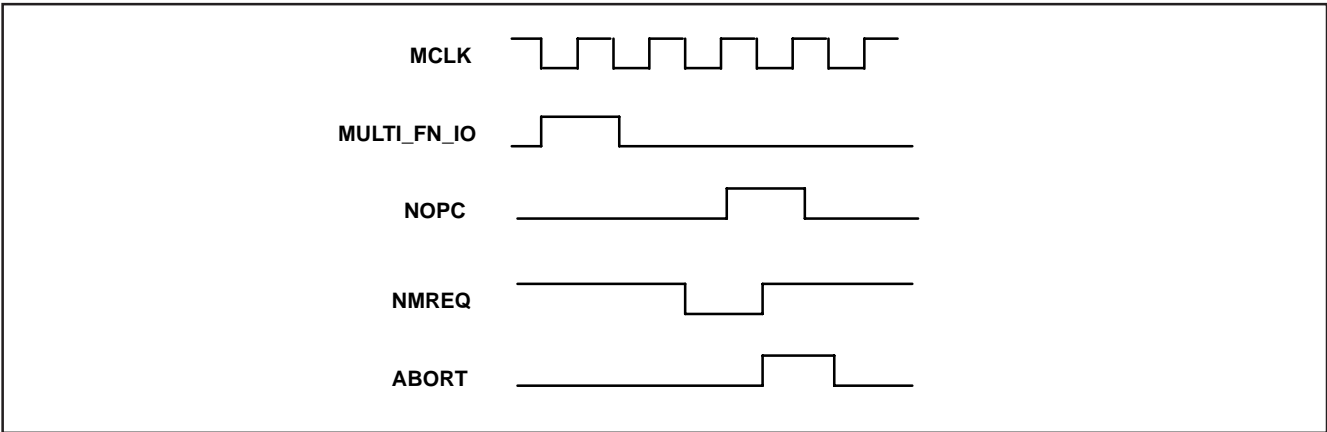 MCLK
MULTI_FN_IO
NOPC
NMREQ
ABORT